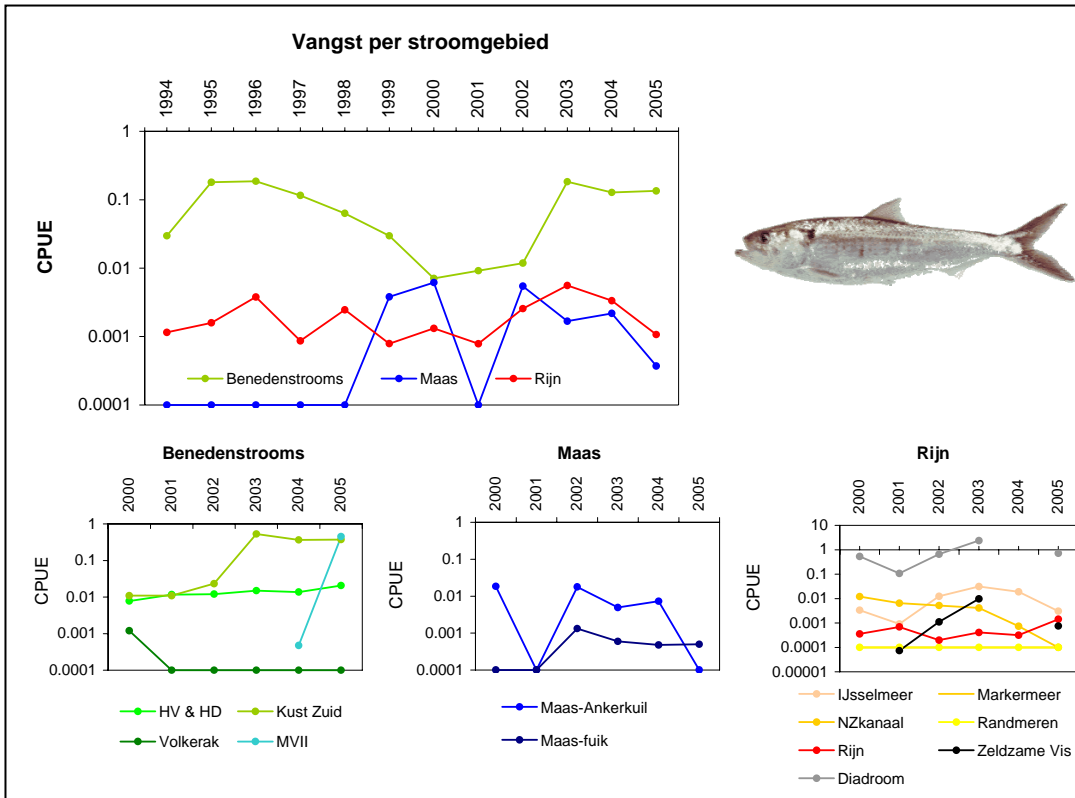 Vangst per stroomgebied
1994 1995 1996 1997 1998 1999 2000 2001 2002 2003 2004 2005
1
0.1
0.01
0.001
0.0001
CPUE
Benedenstrooms Maas Rijn
Benedenstrooms
2000 2001 2002 2003 2004 2005
1
0.1
0.01
0.001
0.0001
CPUE
HV & HD Kust Zuid
Volkerak MVII
Maas
2000 2001 2002 2003 2004 2005
1
0.1
0.01
0.001
0.0001
CPUE
Maas-Ankerkuil
Maas-fuik
Rijn
2000 2001 2002 2003 2004 2005
10
1
0.1
0.01
0.001
0.0001
0.00001
CPUE
IJsselmeer Markermeer
NZkanaal Randmeren
Rijn Zeldzame Vis
Diadroom